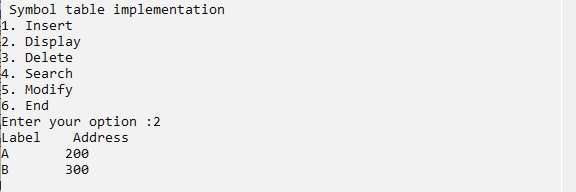 Symbol table implementation
1. Insert
2. Display
3. Delete
4. Search
5. Modify
6. End
Enter your option :2
Label    Address
A       200
B       300